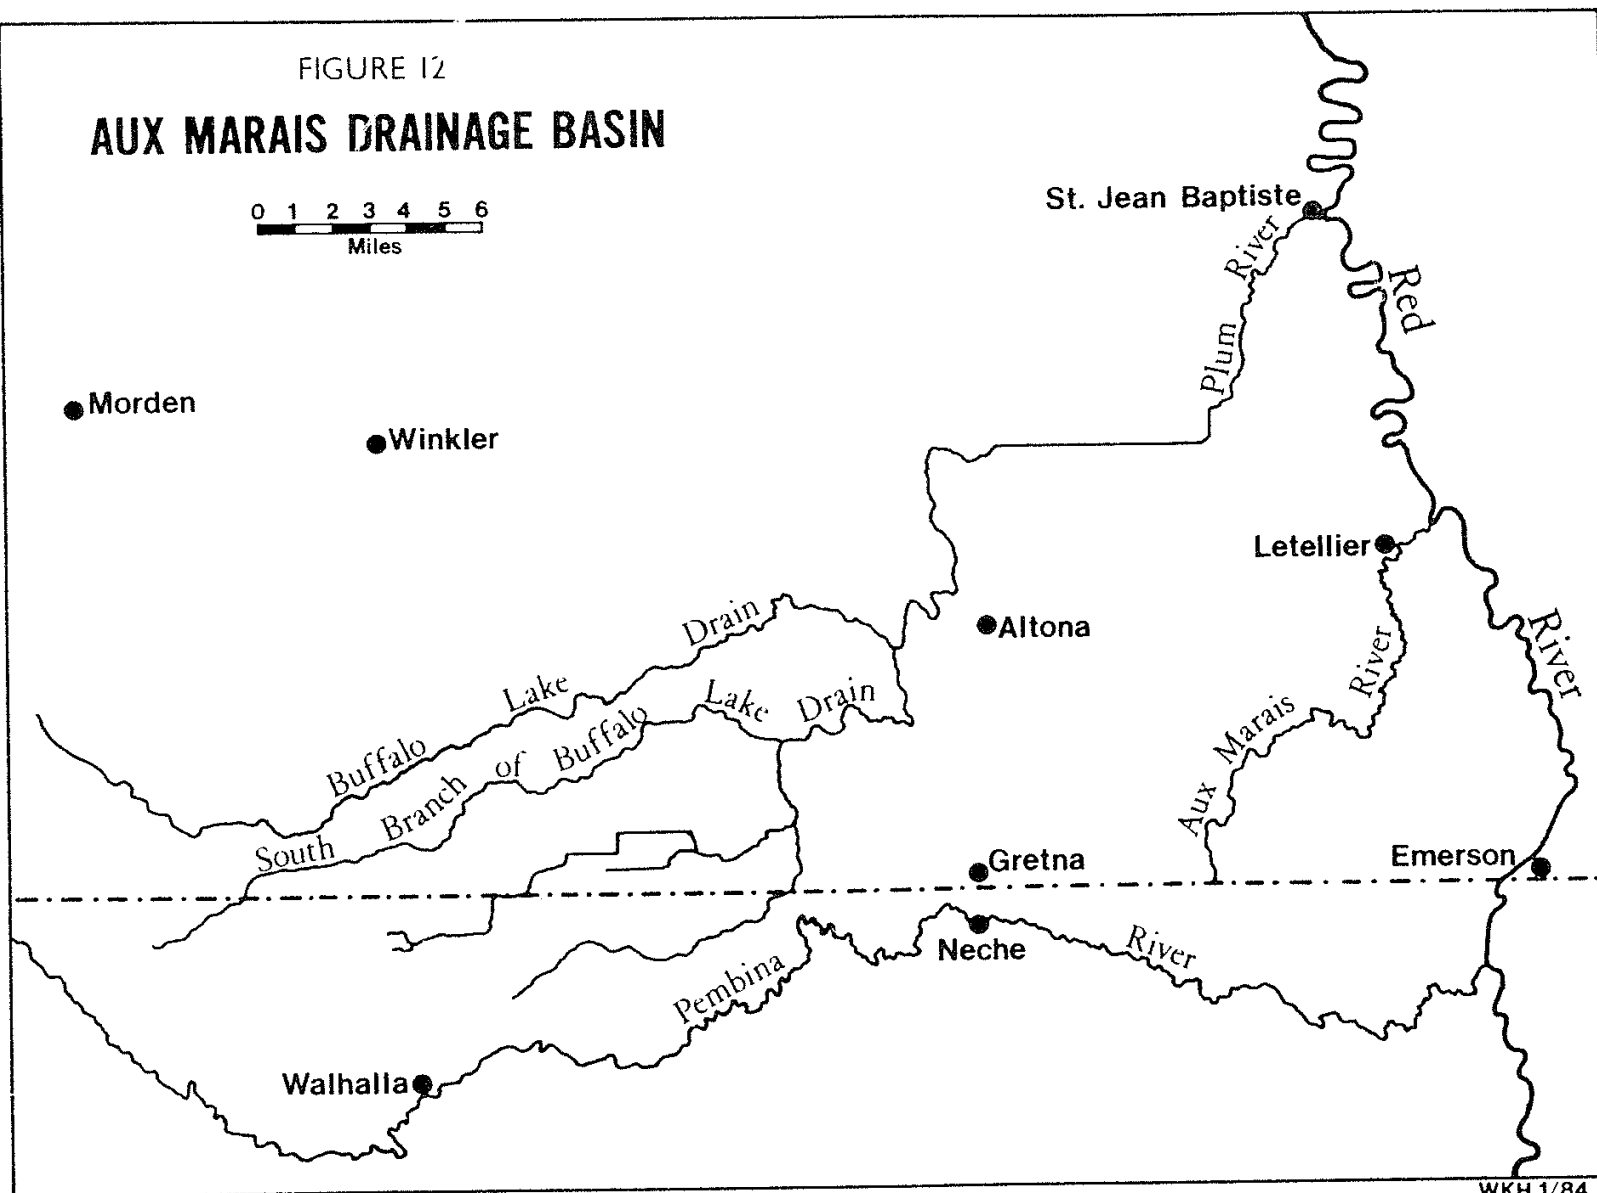 FIGURE 12
AUX MARAIS DRAINAGE BASIN
0 1 2 3 4 5 6
Miles
St. Jean Baptiste
Plum River
Red River
Morden
Winkler
Letellier
Altona
Buffalo Lake Drain
South Branch of Buffalo Lake Drain
Aux Marais River
Gretna
Emerson
Neche
Pembina River
Walhalla
WKH 1/84